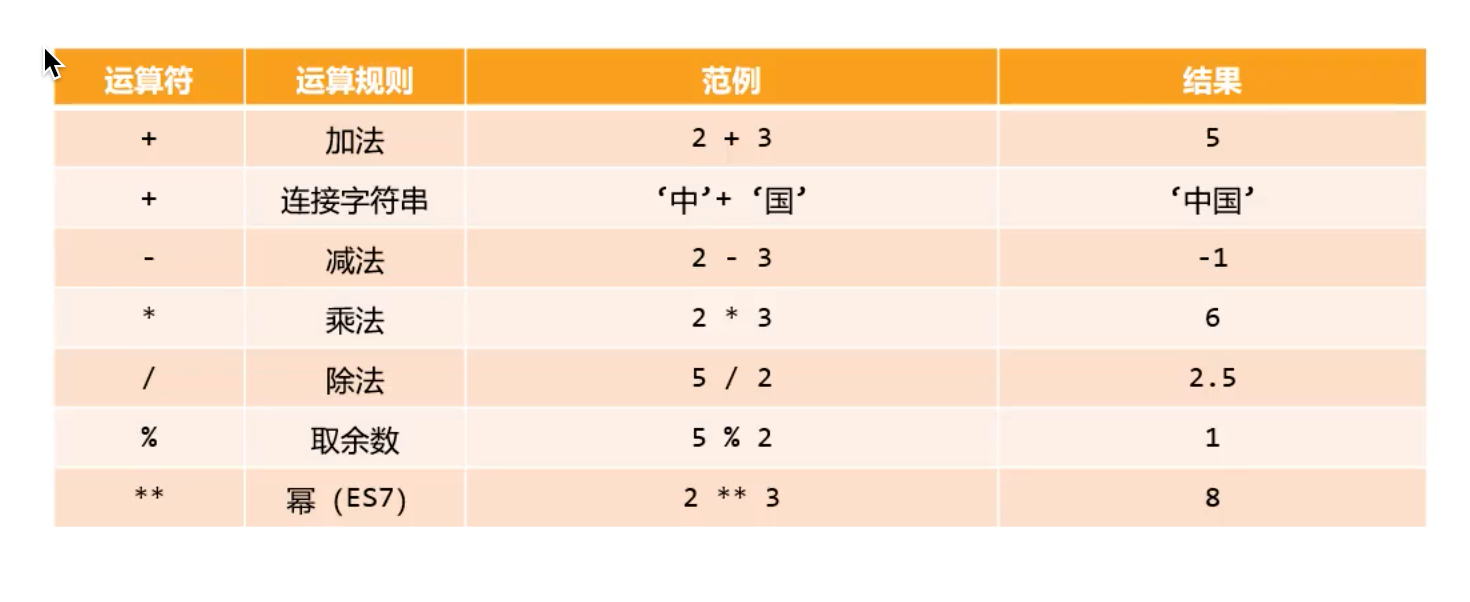 运算符 运算规则 范例 结果
+ 加法 2 + 3 5
+ 连接字符串 ‘中’+ ‘国’ ‘中国’
- 减法 2 - 3 -1
* 乘法 2 * 3 6
/ 除法 5 / 2 2.5
% 取余数 5 % 2 1
** 幂 (ES7) 2 ** 3 8